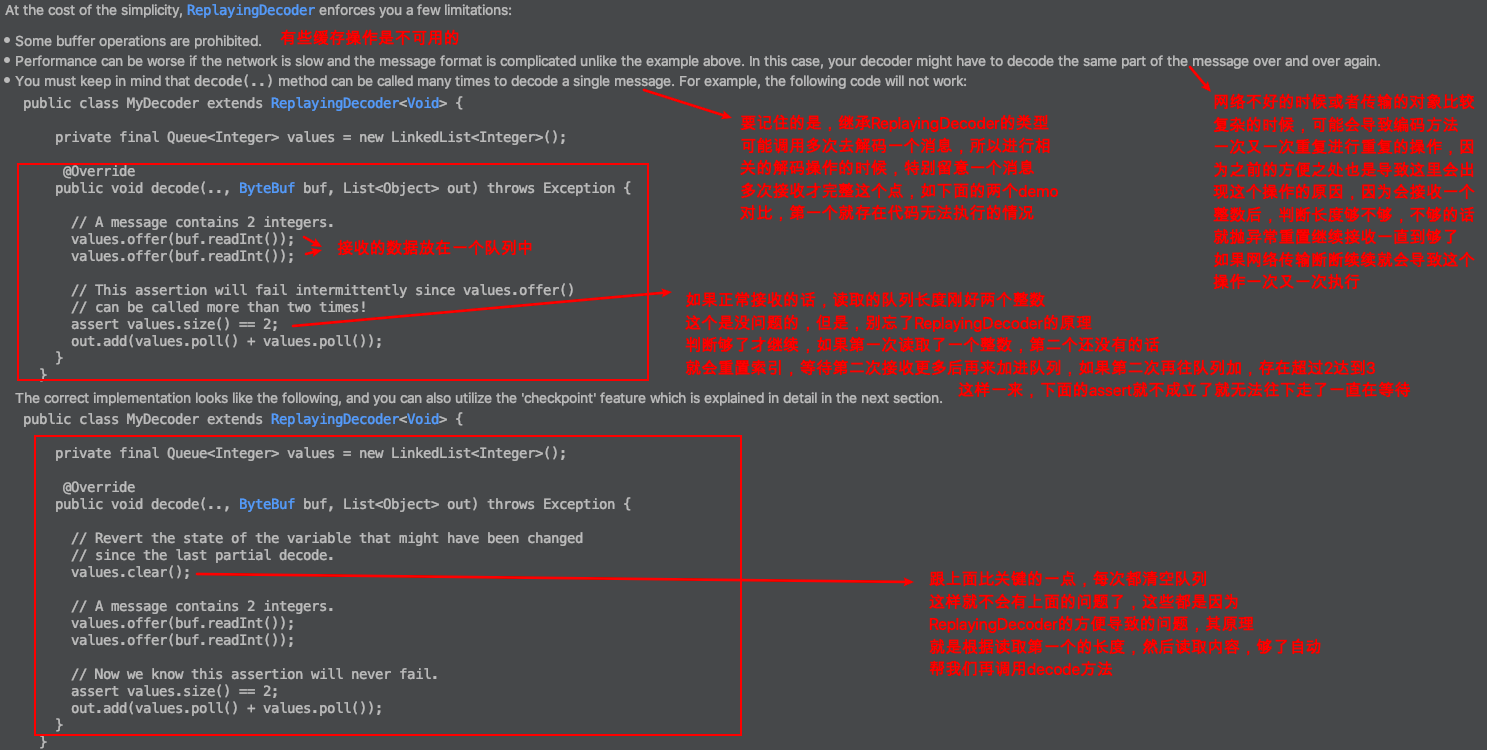 At the cost of the simplicity, ReplayingDecoder enforces you a few limitations:
• Some buffer operations are prohibited. 有些缓存操作是不可用的
• Performance can be worse if the network is slow and the message format is complicated unlike the example above. In this case, your decoder might have to decode the same part of the message over and over again.
• You must keep in mind that decode(..) method can be called many times to decode a single message. For example, the following code will not work:
public class MyDecoder extends ReplayingDecoder<Void> {
private final Queue<Integer> values = new LinkedList<Integer>();
@Override
public void decode(.., ByteBuf buf, List<Object> out) throws Exception {
// A message contains 2 integers.
values.offer(buf.readInt());
values.offer(buf.readInt());
接收的数据放在一个队列中
// This assertion will fail intermittently since values.offer()
// can be called more than two times!
assert values.size() == 2;
out.add(values.poll() + values.poll());
}
}
要记住的是，继承ReplayingDecoder的类型
可能调用多次去解码一个消息，所以进行相
关的解码操作的时候，特别留意一个消息
多次接收才完整这个点，如下面的两个demo
对比，第一个就存在代码无法执行的情况
网络不好的时候或者传输的对象比较
复杂的时候，可能会导致编码方法
一次又一次重复进行重复的操作，因
为之前的方便之处也是导致这里会出
现这个操作的原因，因为会接收一个
整数后，判断长度够不够，不够的话
就抛异常重置继续接收一直到够了
如果网络传输断断续续就会导致这个
操作一次又一次执行
如果正常接收的话，读取的队列长度刚好两个整数
这个是没问题的，但是，别忘了ReplayingDecoder的原理
判断够了才继续，如果第一次读取了一个整数，第二个还没有的话
就会重置索引，等待第二次接收更多后再来加进队列，如果第二次再往队列加，存在超过2达到3
这样一来，下面的assert就不成立了就无法往下走了一直在等待
The correct implementation looks like the following, and you can also utilize the 'checkpoint' feature which is explained in detail in the next section.
public class MyDecoder extends ReplayingDecoder<Void> {
private final Queue<Integer> values = new LinkedList<Integer>();
@Override
public void decode(.., ByteBuf buf, List<Object> out) throws Exception {
// Revert the state of the variable that might have been changed
// since the last partial decode.
values.clear();
// A message contains 2 integers.
values.offer(buf.readInt());
values.offer(buf.readInt());
// Now we know this assertion will never fail.
assert values.size() == 2;
out.add(values.poll() + values.poll());
}
}
跟上面比关键的一点，每次都清空队列
这样就不会有上面的问题了，这些都是因为
ReplayingDecoder的方便导致的问题，其原理
就是根据读取第一个的长度，然后读取内容，够了自动
帮我们再调用decode方法